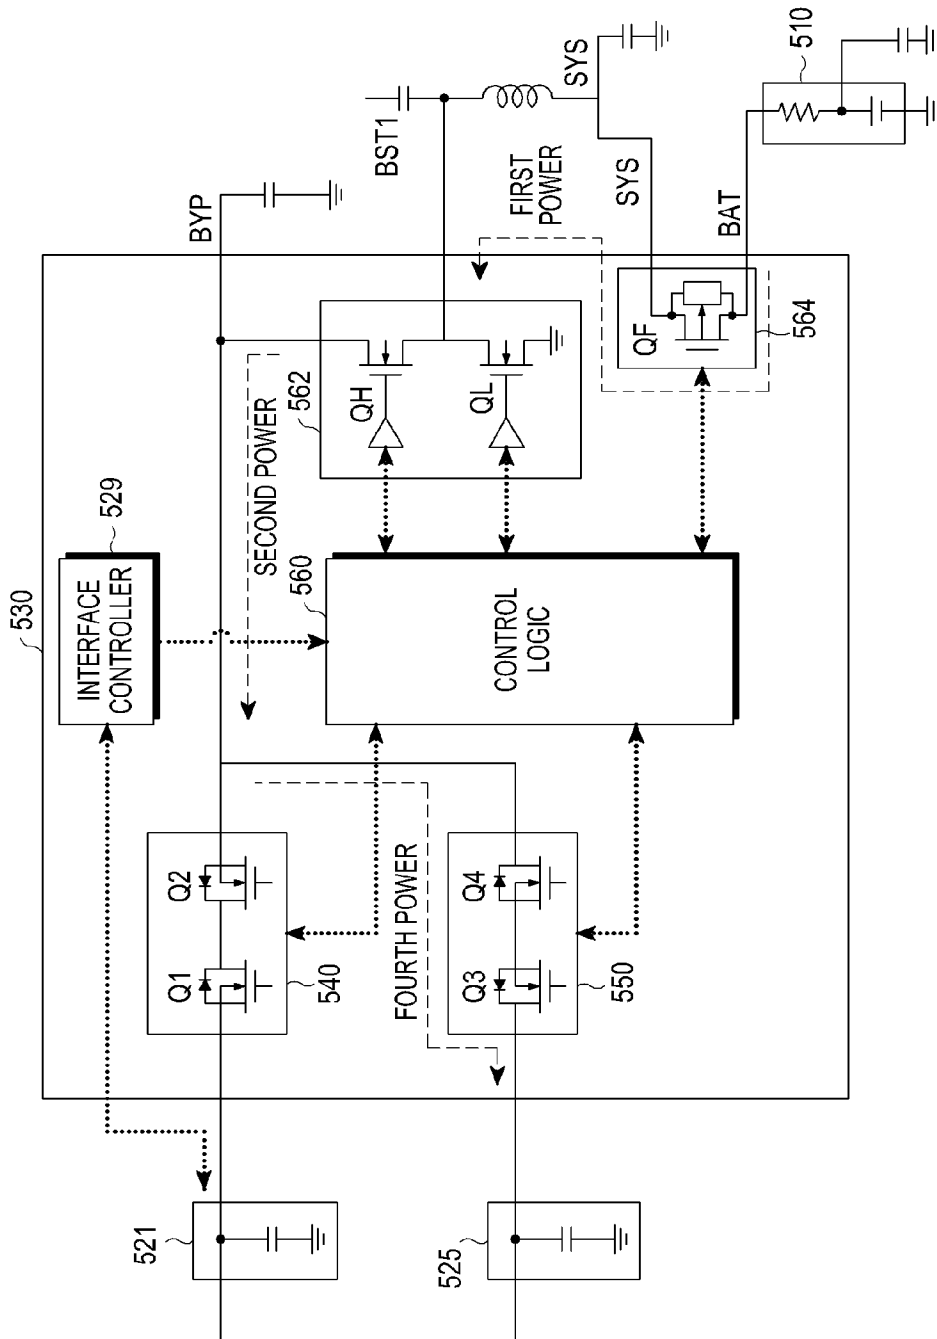 530
INTERFACE
CONTROLLER
529
BYP
BST1
SYS
SYS
BAT
510
FIRST
POWER
SECOND POWER
562
QH
QL
QF
564
560
CONTROL
LOGIC
FOURTH POWER
Q1
Q2
540
Q3
Q4
550
521
525